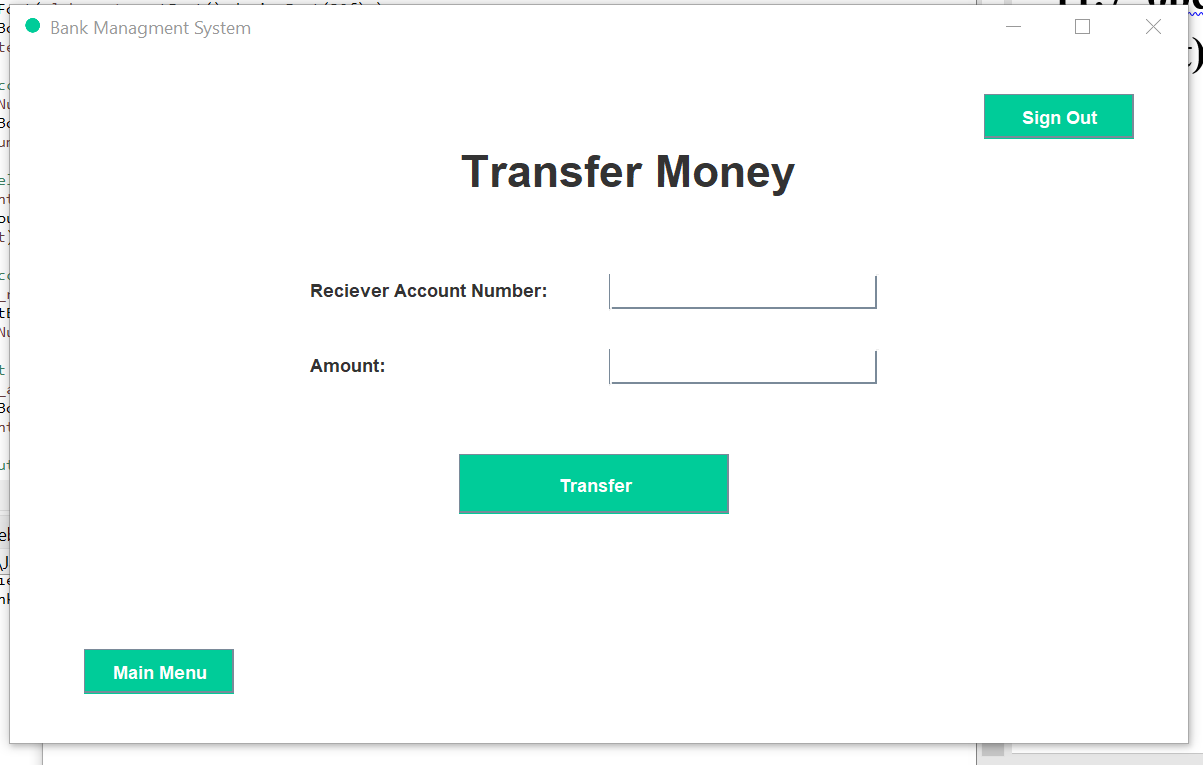 Bank Managment System
Sign Out
Transfer Money
Reciever Account Number:
Amount:
Transfer
Main Menu